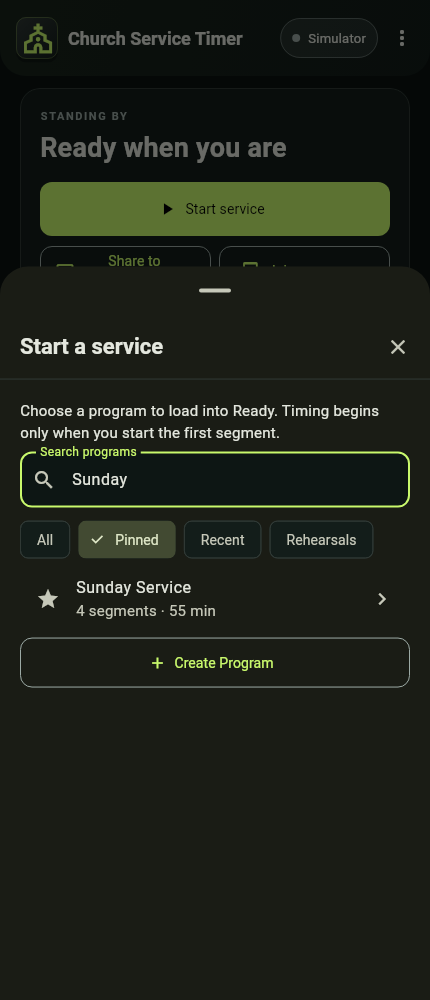 Church Service Timer
Simulator
STANDING BY
Ready when you are
Start service
Share to
Start a service
Choose a program to load into Ready. Timing begins
only when you start the first segment.
Search programs
Sunday
All
Pinned
Recent
Rehearsals
Sunday Service
4 segments · 55 min
Create Program